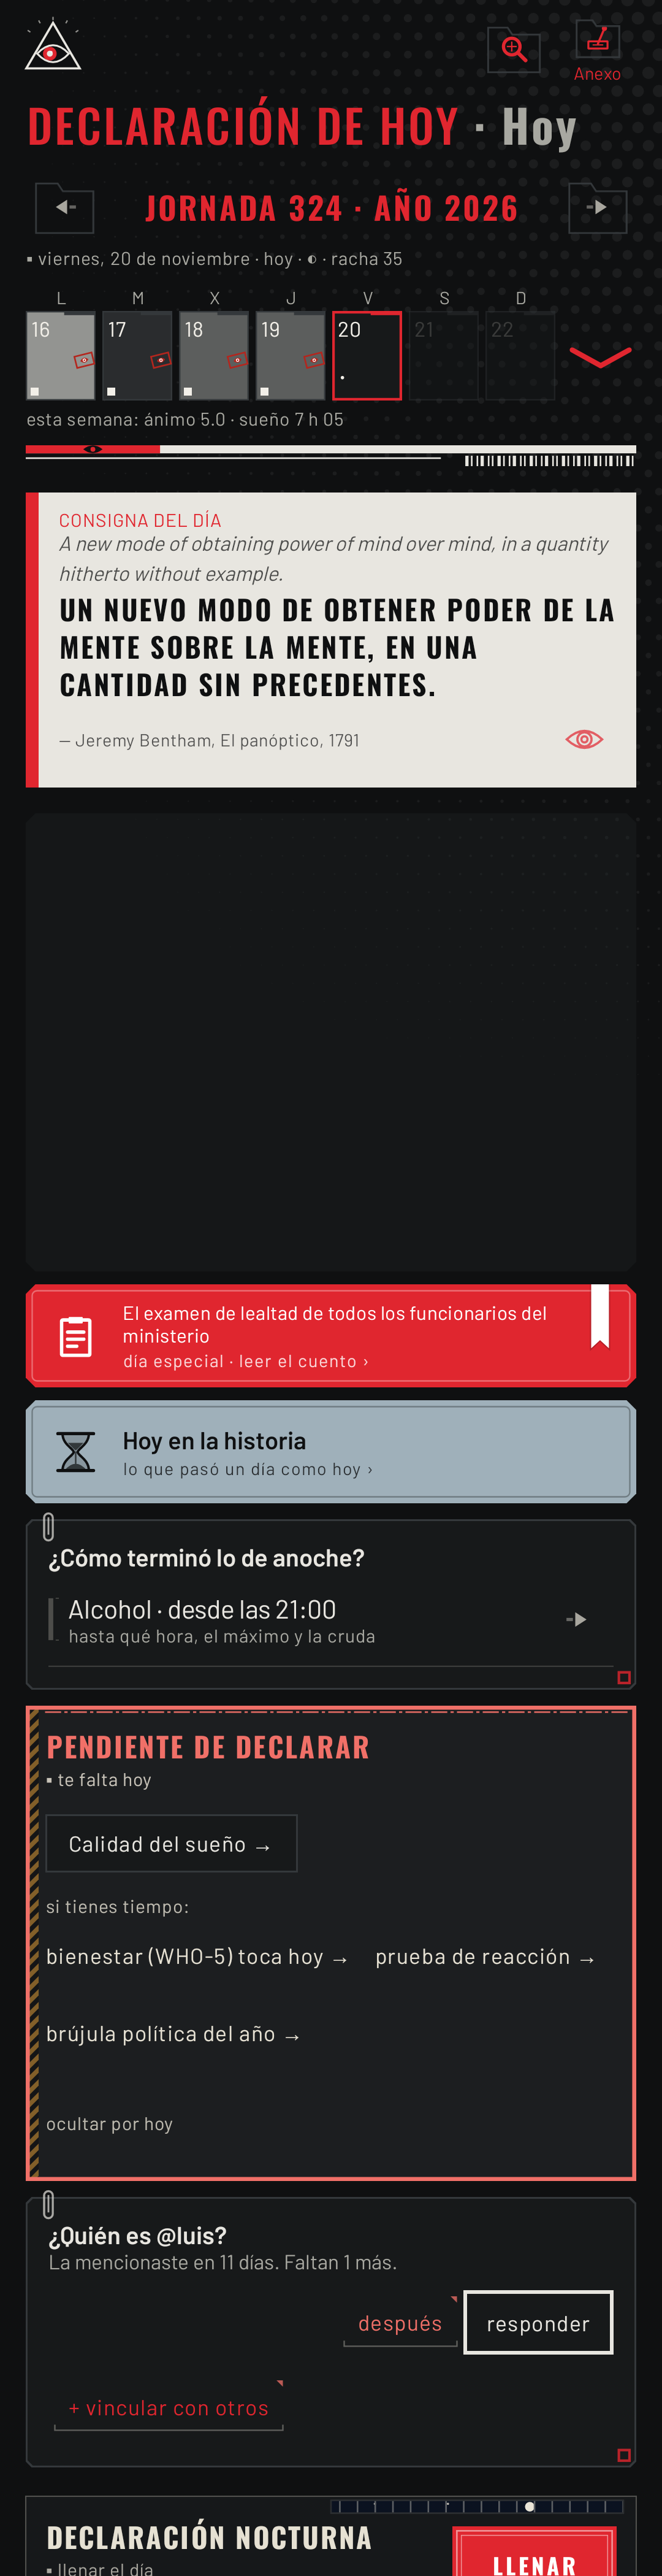 Anexo
DECLARACIÓN DE HOY · Hoy
JORNADA 324 · AÑO 2026
▪ viernes, 20 de noviembre · hoy · ◐ · racha 35
L M X J V S D
16 17 18 19 20 21 22
esta semana: ánimo 5.0 · sueño 7 h 05
CONSIGNA DEL DÍA
A new mode of obtaining power of mind over mind, in a quantity
hitherto without example.
UN NUEVO MODO DE OBTENER PODER DE LA
MENTE SOBRE LA MENTE, EN UNA
CANTIDAD SIN PRECEDENTES.
— Jeremy Bentham, El panóptico, 1791
El examen de lealtad de todos los funcionarios del
ministerio
día especial · leer el cuento ›
Hoy en la historia
lo que pasó un día como hoy ›
¿Cómo terminó lo de anoche?
Alcohol · desde las 21:00
hasta qué hora, el máximo y la cruda
PENDIENTE DE DECLARAR
▪ te falta hoy
Calidad del sueño →
si tienes tiempo:
bienestar (WHO-5) toca hoy → prueba de reacción →
brújula política del año →
ocultar por hoy
¿Quién es @luis?
La mencionaste en 11 días. Faltan 1 más.
después responder
+ vincular con otros
DECLARACIÓN NOCTURNA
▪ llenar el día
LLENAR